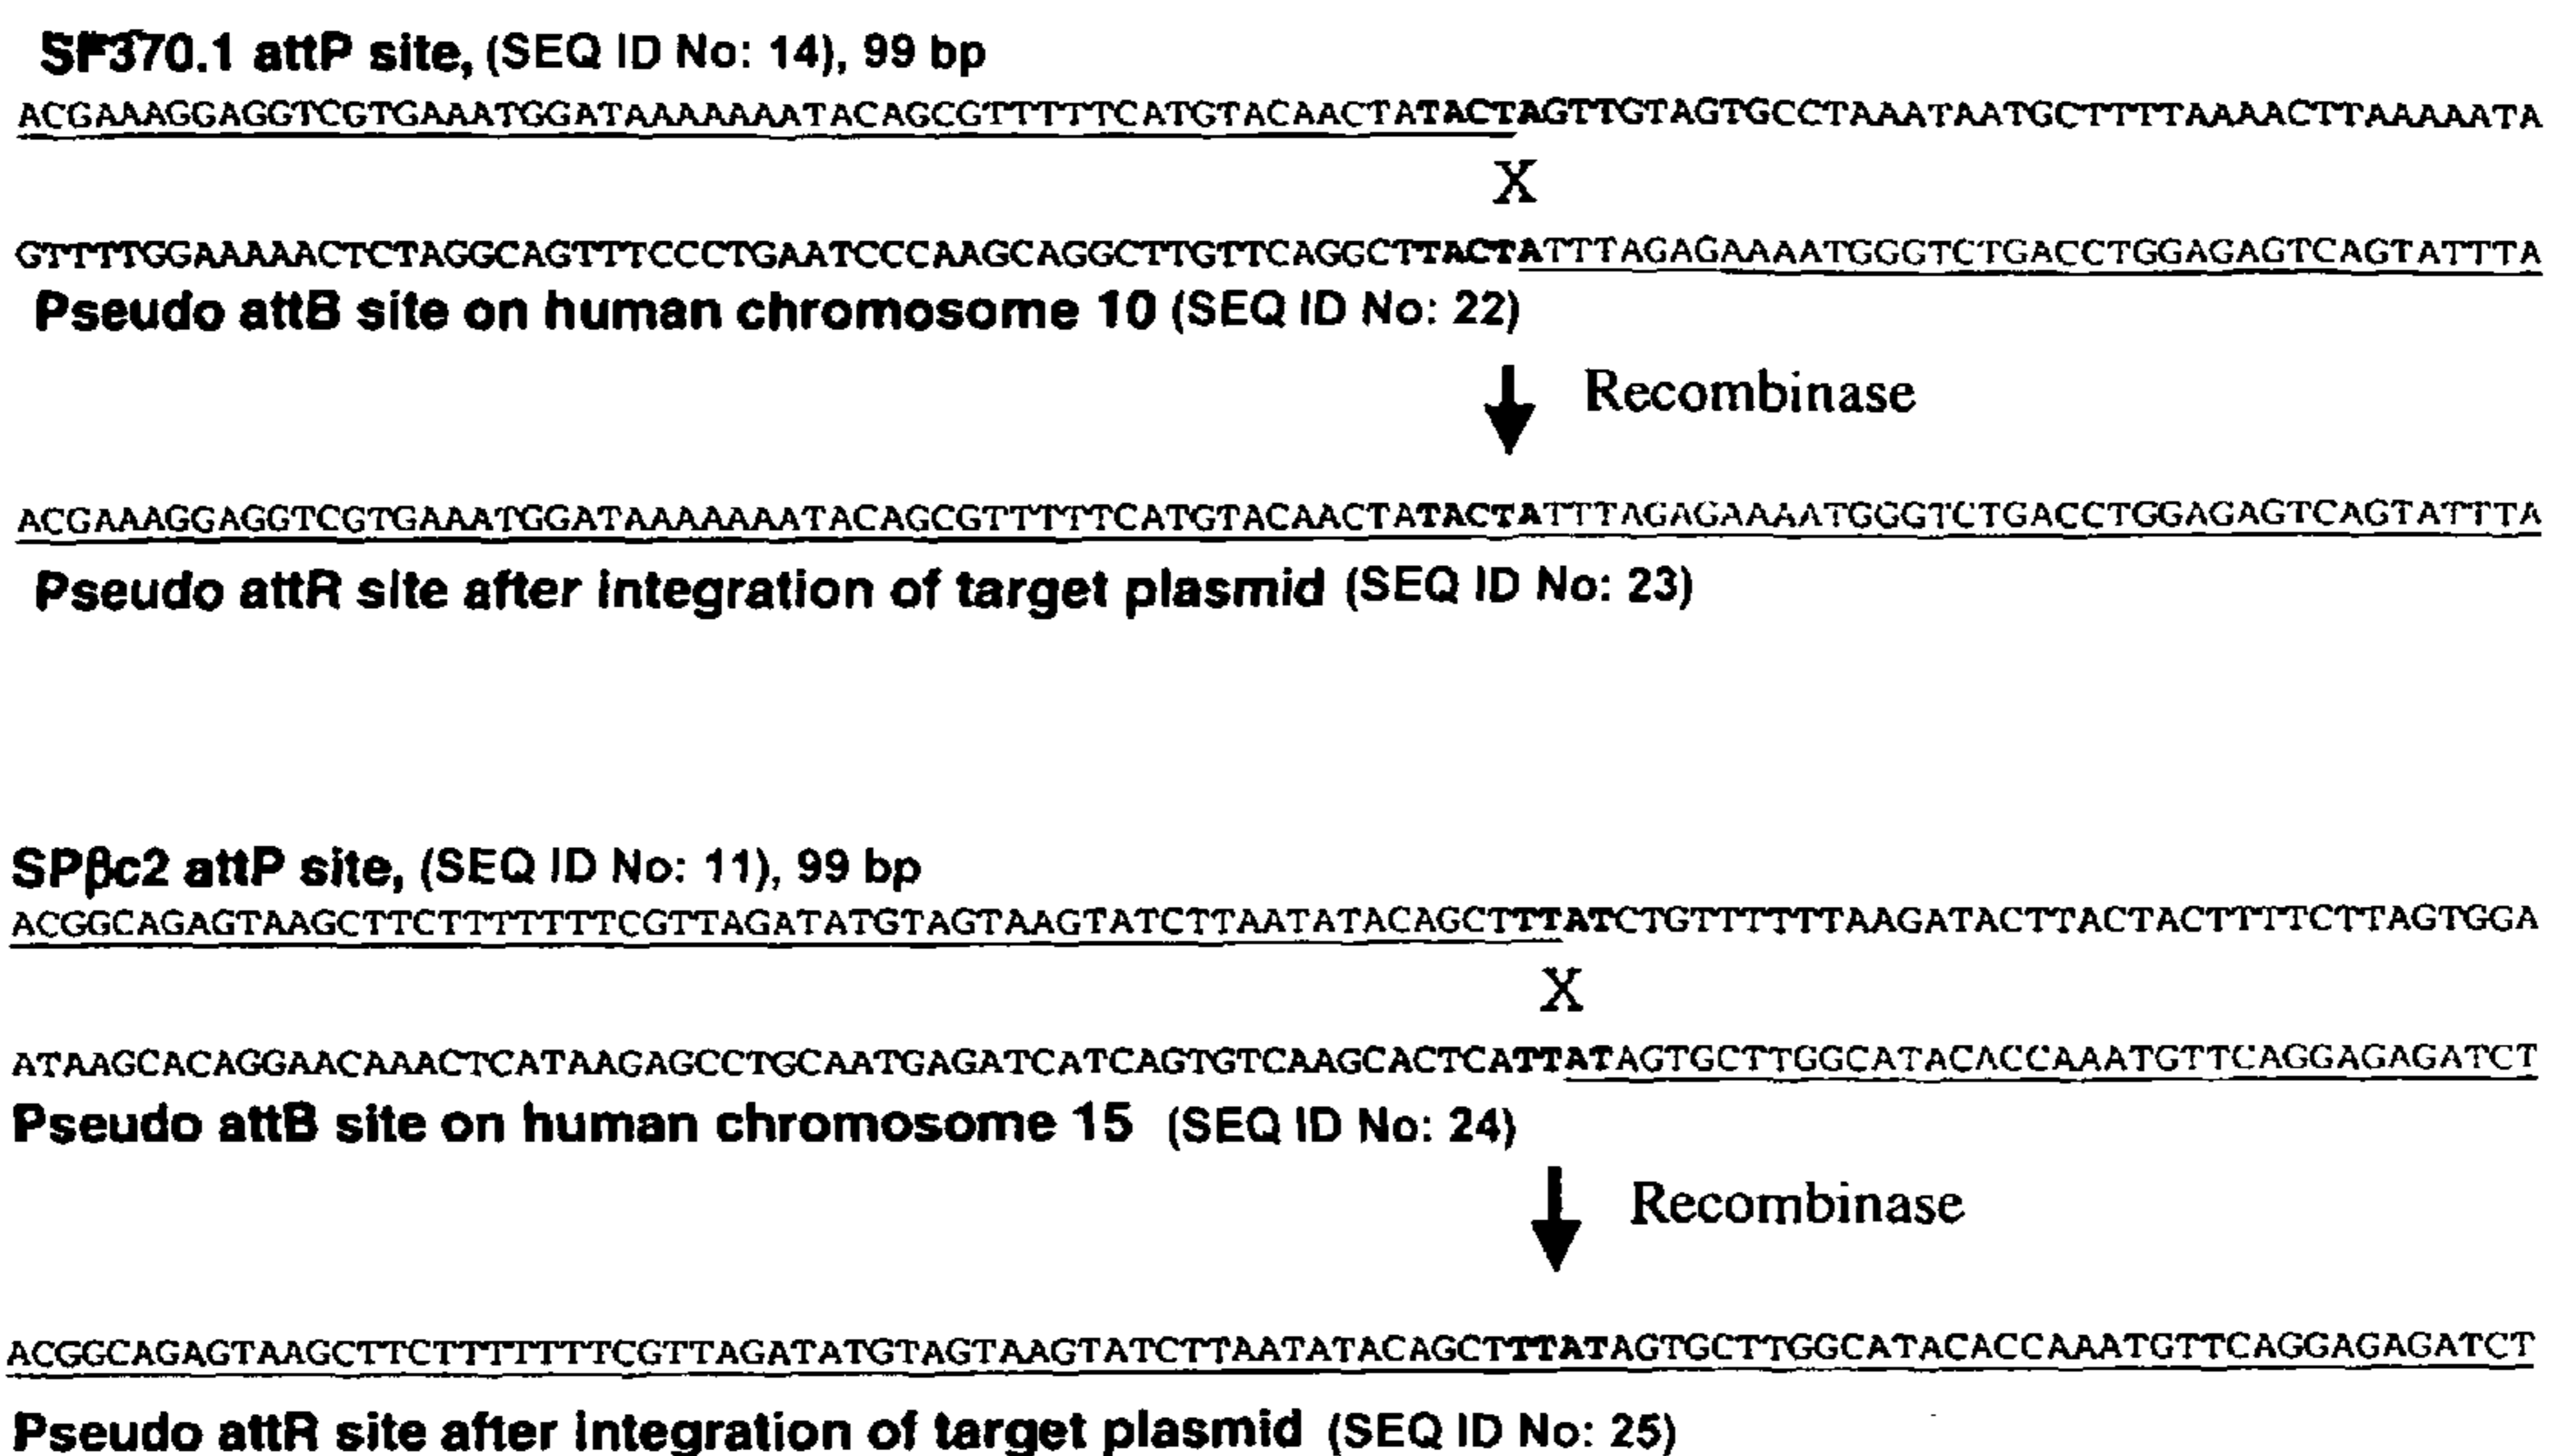 SF370.1 attP site, (SEQ ID No: 14), 99 bp
ACGAAAGGAGGTCGTGAAATGGATAAAAAAATACAGCGTTTTTCATGTACAACTATACTAGTTGTAGTGCCTAAATAATGCTTTTAAAACTTAAAAATA
X
GTTTTGGAAAAACTCTAGGCAGTTTCCCTGAATCCCAAGCAGGCTTGTTCAGGCTTACTATTTAGAGAAAATGGGTCTGACCTGGAGAGTCAGTATTTA
Pseudo attB site on human chromosome 10 (SEQ ID No: 22)
Recombinase
ACGAAAGGAGGTCGTGAAATGGATAAAAAAATACAGCGTTTTTCATGTACAACTATACTATTTAGAGAAAATGGGTCTGACCTGGAGAGTCAGTATTTA
Pseudo attR site after integration of target plasmid (SEQ ID No: 23)
SPβc2 attP site, (SEQ ID No: 11), 99 bp
ACGGCAGAGTAAGCTTCTTTTTTTCGTTAGATATGTAGTAAGTATCTTAATATACAGCTTTATCTGTTTTTTAAGATACTTACTACTTTTCTTAGTGGA
X
ATAAGCACAGGAACAAACTCATAAGAGCCTGCAATGAGATCATCAGTGTCAAGCACTCATTATAGTGCTTGGCATACACCAAATGTTCAGGAGAGATCT
Pseudo attB site on human chromosome 15 (SEQ ID No: 24)
Recombinase
ACGGCAGAGTAAGCTTCTTTTTTTCGTTAGATATGTAGTAAGTATCTTAATATACAGCTTTATAGTGCTTGGCATACACCAAATGTTCAGGAGAGATCT
Pseudo attR site after integration of target plasmid (SEQ ID No: 25)